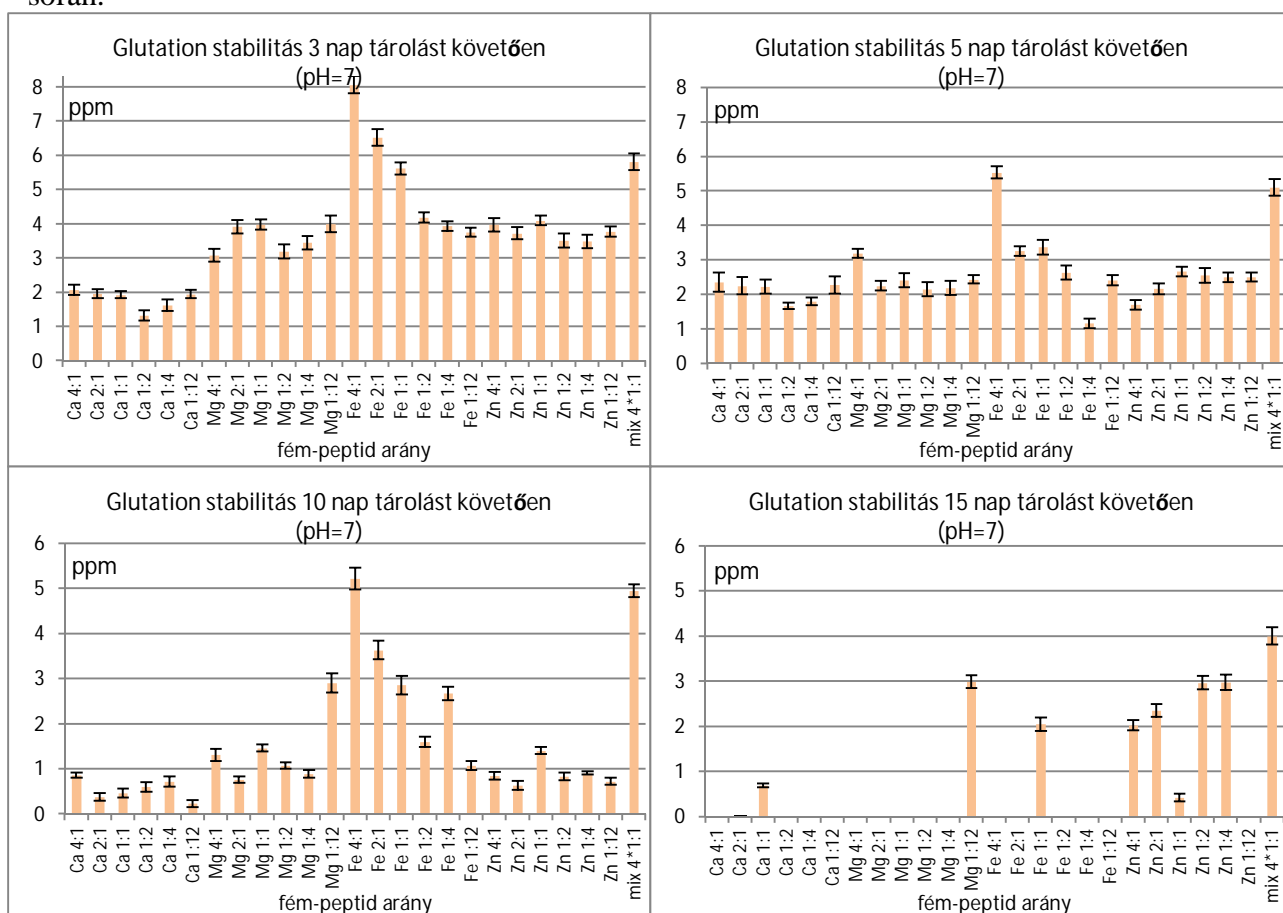 során.
Glutation stabilitás 3 nap tárolást követően
(pH=7)
ppm
8
7
6
5
4
3
2
1
0
Ca 4:1
Ca 2:1
Ca 1:1
Ca 1:2
Ca 1:4
Ca 1:12
Mg 4:1
Mg 2:1
Mg 1:1
Mg 1:2
Mg 1:4
Mg 1:12
Fe 4:1
Fe 2:1
Fe 1:1
Fe 1:2
Fe 1:4
Fe 1:12
Zn 4:1
Zn 2:1
Zn 1:1
Zn 1:2
Zn 1:4
Zn 1:12
mix 4*1:1
fém-peptid arány
Glutation stabilitás 5 nap tárolást követően
(pH=7)
ppm
8
7
6
5
4
3
2
1
0
Ca 4:1
Ca 2:1
Ca 1:1
Ca 1:2
Ca 1:4
Ca 1:12
Mg 4:1
Mg 2:1
Mg 1:1
Mg 1:2
Mg 1:4
Mg 1:12
Fe 4:1
Fe 2:1
Fe 1:1
Fe 1:2
Fe 1:4
Fe 1:12
Zn 4:1
Zn 2:1
Zn 1:1
Zn 1:2
Zn 1:4
Zn 1:12
mix 4*1:1
fém-peptid arány
Glutation stabilitás 10 nap tárolást követően
(pH=7)
ppm
6
5
4
3
2
1
0
Ca 4:1
Ca 2:1
Ca 1:1
Ca 1:2
Ca 1:4
Ca 1:12
Mg 4:1
Mg 2:1
Mg 1:1
Mg 1:2
Mg 1:4
Mg 1:12
Fe 4:1
Fe 2:1
Fe 1:1
Fe 1:2
Fe 1:4
Fe 1:12
Zn 4:1
Zn 2:1
Zn 1:1
Zn 1:2
Zn 1:4
Zn 1:12
mix 4*1:1
fém-peptid arány
Glutation stabilitás 15 nap tárolást követően
(pH=7)
ppm
6
5
4
3
2
1
0
Ca 4:1
Ca 2:1
Ca 1:1
Ca 1:2
Ca 1:4
Ca 1:12
Mg 4:1
Mg 2:1
Mg 1:1
Mg 1:2
Mg 1:4
Mg 1:12
Fe 4:1
Fe 2:1
Fe 1:1
Fe 1:2
Fe 1:4
Fe 1:12
Zn 4:1
Zn 2:1
Zn 1:1
Zn 1:2
Zn 1:4
Zn 1:12
mix 4*1:1
fém-peptid arány